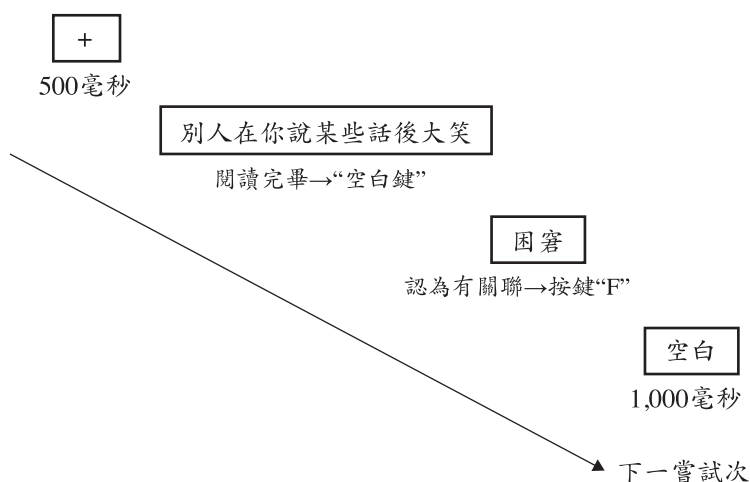 +
500毫秒
別人在你說某些話後大笑
閱讀完畢→“空白鍵”
困窘
認為有關聯→按鍵“F”
空白
1,000毫秒
下一嘗試次